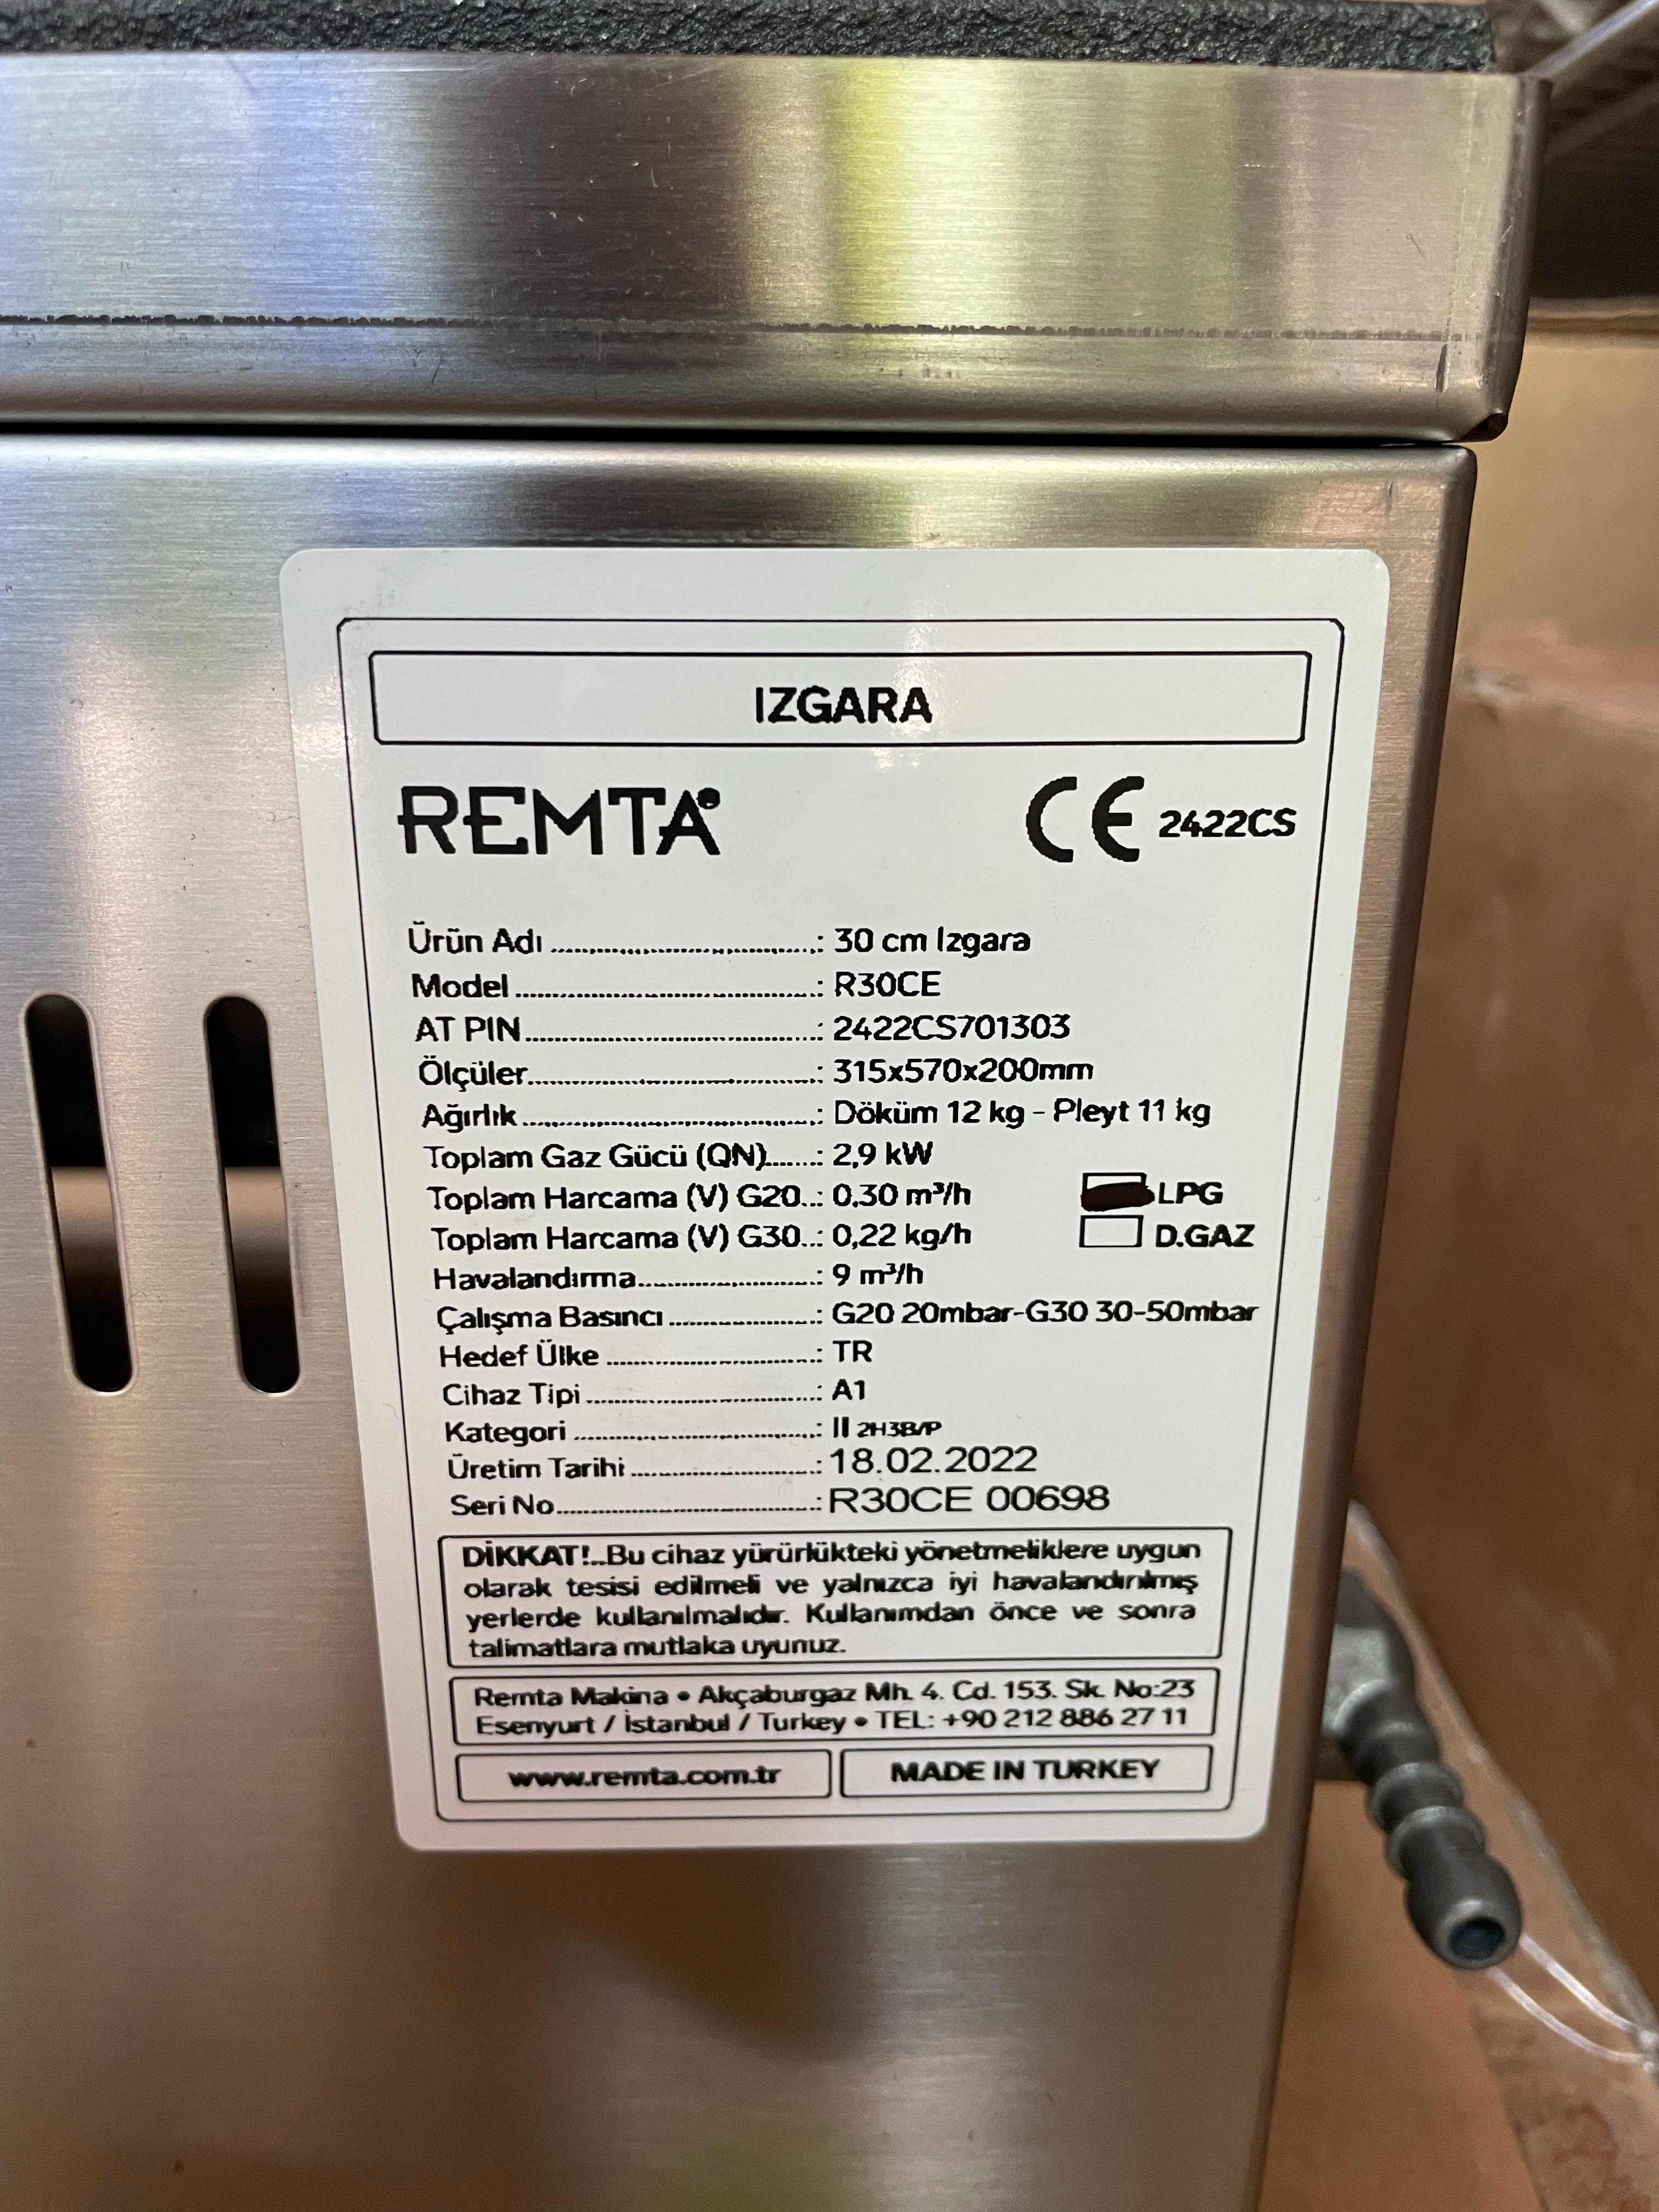 IZGARA
REMTA®
CE 2422CS
Ürün Adı ..............................: 30 cm Izgara
Model ..............................: R30CE
AT PIN..............................: 2422CS701303
Ölçüler..............................: 315x570x200mm
Ağırlık..............................: Döküm 12 kg - Pleyt 11 kg
Toplam Gaz Gücü (QN).......: 2,9 kW
Toplam Harcama (V) G20..: 0.30 m³/h LPG
Toplam Harcama (V) G30..: 0,22 kg/h D.GAZ
Havalandırma....................: 9 m³/h
Çalışma Basıncı ..................: G20 20mbar-G30 30-50mbar
Hedef Ülke ........................: TR
Cihaz Tipi ..........................: A1
Kategori ............................: II 2H3B/P
Üretim Tarihi ......................: 18.02.2022
Seri No..............................: R30CE 00698
DİKKAT!..Bu cihaz yürürlükteki yönetmeliklere uygun
olarak tesisi edilmeli ve yalnızca iyi havalandırılmış
yerlerde kullanılmalıdır. Kullanımdan önce ve sonra
talimatlara mutlaka uyunuz.
Remta Makina • Akçaburgaz Mh. 4. Cd. 153. Sk. No:23
Esenyurt / İstanbul / Turkey • TEL: +90 212 886 27 11
www.remta.com.tr MADE IN TURKEY